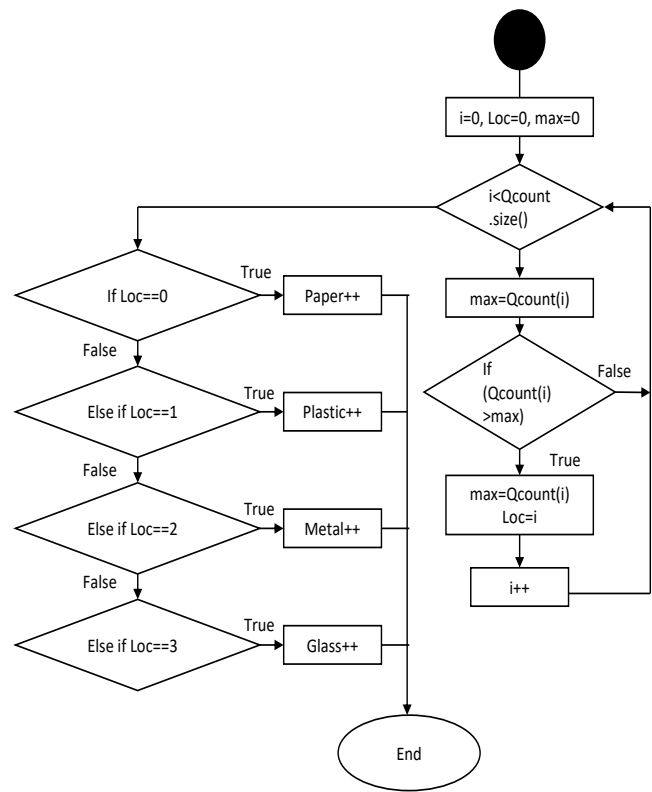 i=0, Loc=0, max=0
i<Qcount
.size()
max=Qcount(i)
If
(Qcount(i)
>max)
False
True
max=Qcount(i)
Loc=i
i++
If Loc==0
True
Paper++
False
Else if Loc==1
True
Plastic++
False
Else if Loc==2
True
Metal++
False
Else if Loc==3
True
Glass++
End